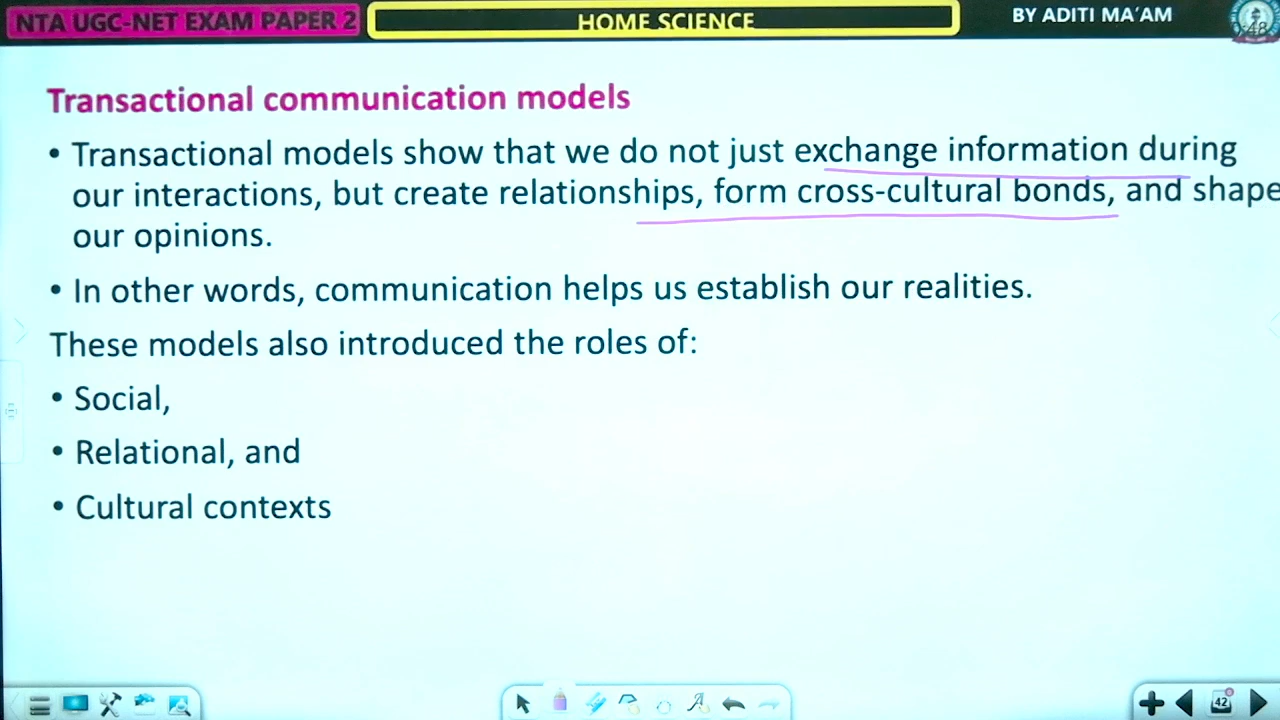 NTA UGC-NET EXAM PAPER 2
HOME SCIENCE
BY ADITI MA'AM
Transactional communication models
• Transactional models show that we do not just exchange information during
our interactions, but create relationships, form cross-cultural bonds, and shape
our opinions.
• In other words, communication helps us establish our realities.
These models also introduced the roles of:
• Social,
• Relational, and
• Cultural contexts
42